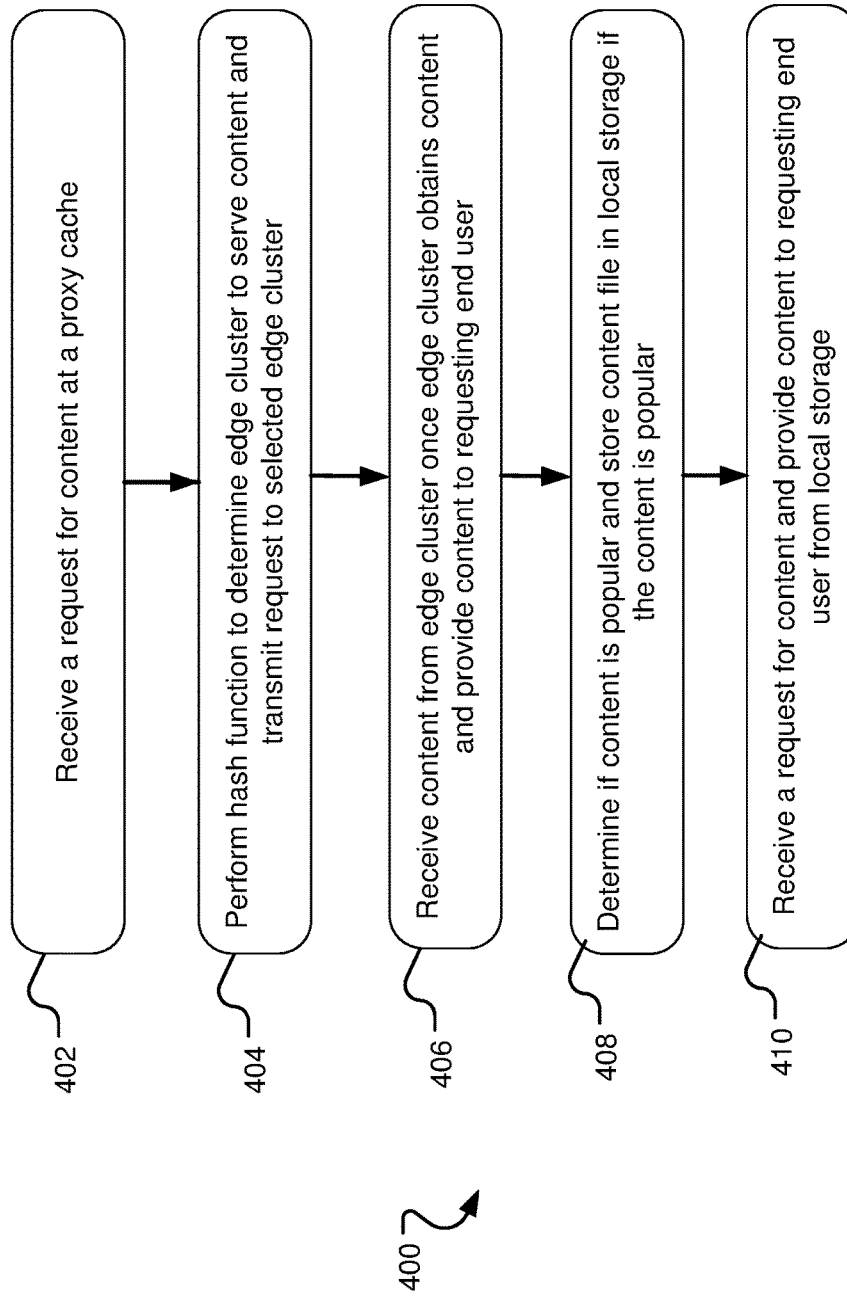 Receive a request for content at a proxy cache
402
Perform hash function to determine edge cluster to serve content and
transmit request to selected edge cluster
404
Receive content from edge cluster once edge cluster obtains content
and provide content to requesting end user
406
Determine if content is popular and store content file in local storage if
the content is popular
408
Receive a request for content and provide content to requesting end
user from local storage
410
400